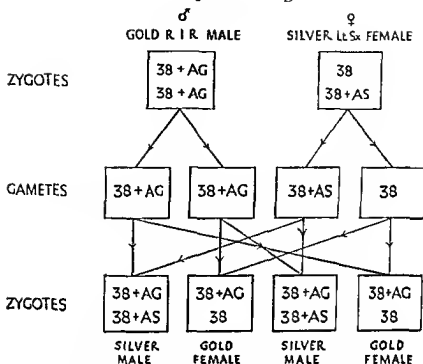 ♂ ♀
GOLD R I R MALE SILVER LtSx FEMALE
ZYGOTES
38 + AG
38 + AG
38
38+AS
GAMETES
38+AG 38+AG 38+AS 38
ZYGOTES
38+AG 38+AG 38+AG 38+AG
38+AS 38 38+AS 38
SILVER GOLD SILVER GOLD
MALE FEMALE MALE FEMALE